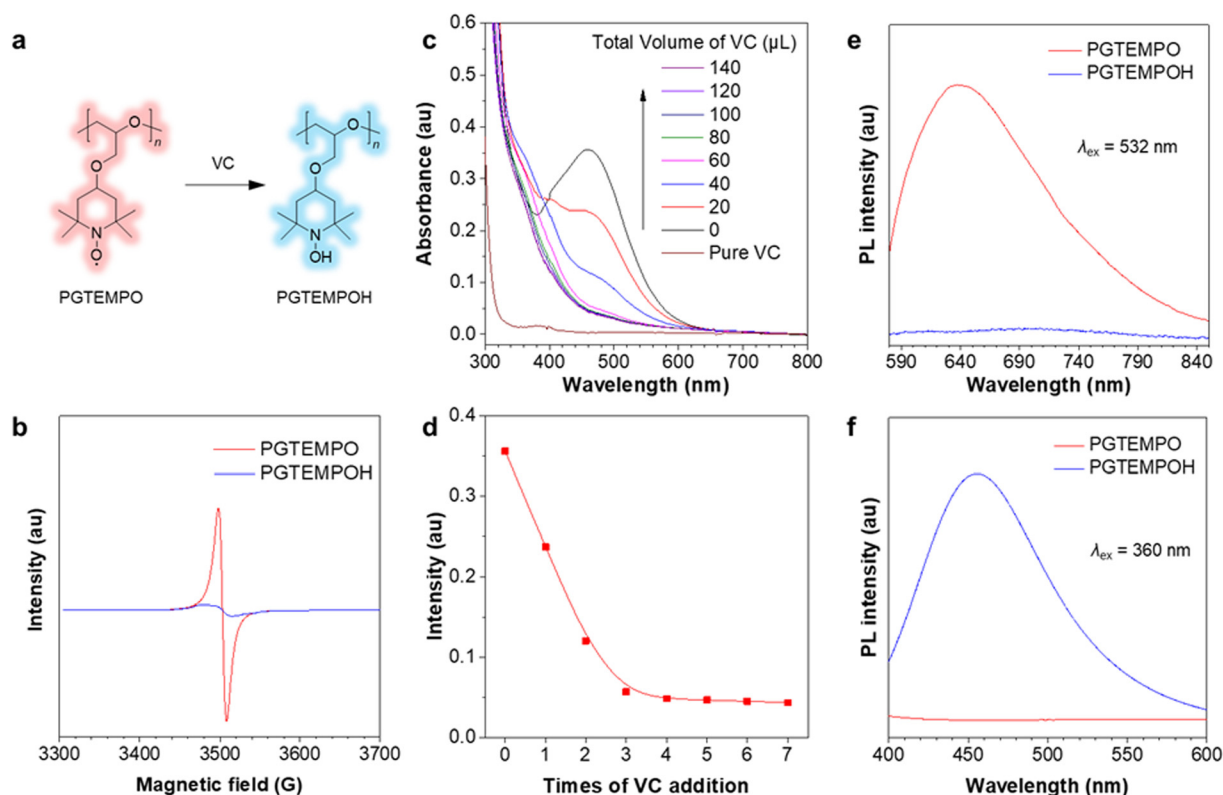 a
O
n
O
N
O•
PGTEMPO
VC
O
n
O
N
OH
PGTEMPOH
b
PGTEMPO
PGTEMPOH
Intensity (au)
3300 3400 3500 3600 3700
Magnetic field (G)
c
Total Volume of VC (µL)
140
120
100
80
60
40
20
0
Pure VC
Absorbance (au)
0.6
0.5
0.4
0.3
0.2
0.1
0.0
300 400 500 600 700 800
Wavelength (nm)
d
Intensity (au)
0.4
0.3
0.2
0.1
0.0
0 1 2 3 4 5 6 7
Times of VC addition
e
PGTEMPO
PGTEMPOH
λex = 532 nm
PL intensity (au)
590 640 690 740 790 840
Wavelength (nm)
f
PGTEMPO
PGTEMPOH
λex = 360 nm
PL intensity (au)
400 450 500 550 600
Wavelength (nm)